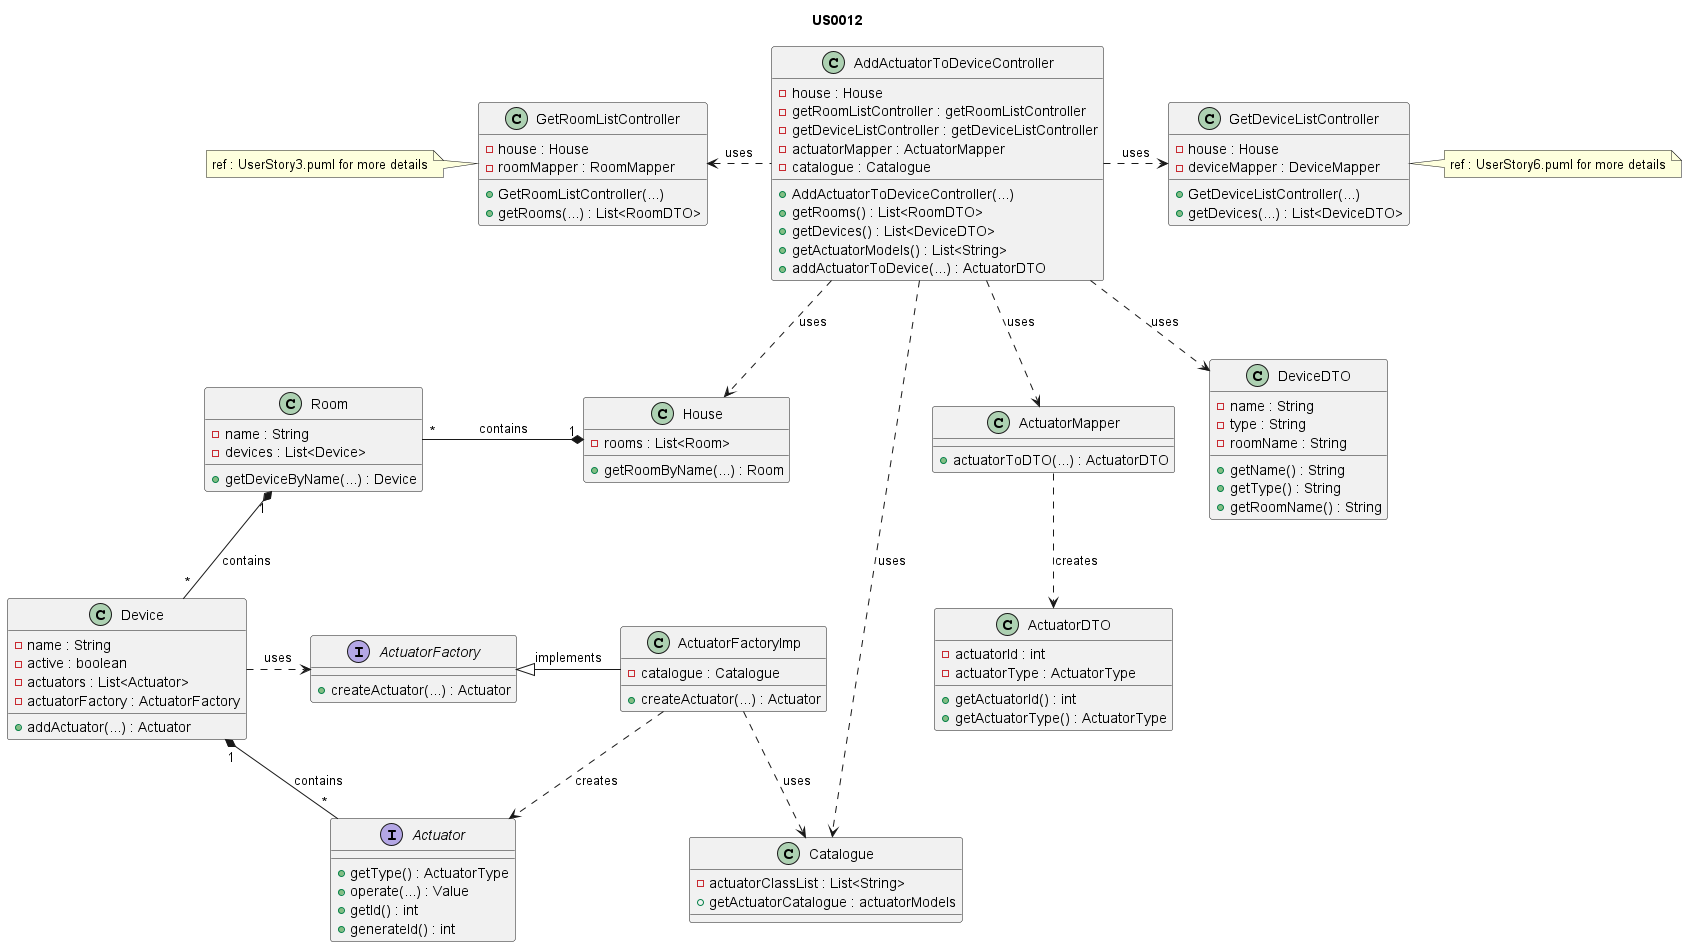 US0012
C AddActuatorToDeviceController
house : House
getRoomListController : getRoomListController
getDeviceListController : getDeviceListController
actuatorMapper : ActuatorMapper
catalogue : Catalogue
AddActuatorToDeviceController(...)
getRooms() : List<RoomDTO>
getDevices() : List<DeviceDTO>
getActuatorModels() : List<String>
addActuatorToDevice(...) : ActuatorDTO
C GetRoomListController
house : House
roomMapper : RoomMapper
GetRoomListController(...)
getRooms(...) : List<RoomDTO>
ref : UserStory3.puml for more details
uses
uses
C GetDeviceListController
house : House
deviceMapper : DeviceMapper
GetDeviceListController(...)
getDevices(...) : List<DeviceDTO>
ref : UserStory6.puml for more details
uses
uses
uses
C Room
name : String
devices : List<Device>
getDeviceByName(...) : Device
* contains 1
C House
rooms : List<Room>
getRoomByName(...) : Room
C ActuatorMapper
actuatorToDTO(...) : ActuatorDTO
C DeviceDTO
name : String
type : String
roomName : String
getName() : String
getType() : String
getRoomName() : String
1
contains
*
uses
creates
C Device
name : String
active : boolean
actuators : List<Actuator>
actuatorFactory : ActuatorFactory
addActuator(...) : Actuator
uses
I ActuatorFactory
createActuator(...) : Actuator
implements
C ActuatorFactoryImp
catalogue : Catalogue
createActuator(...) : Actuator
C ActuatorDTO
actuatorId : int
actuatorType : ActuatorType
getActuatorId() : int
getActuatorType() : ActuatorType
1
contains
*
creates
uses
I Actuator
getType() : ActuatorType
operate(...) : Value
getId() : int
generateId() : int
C Catalogue
actuatorClassList : List<String>
getActuatorCatalogue : actuatorModels